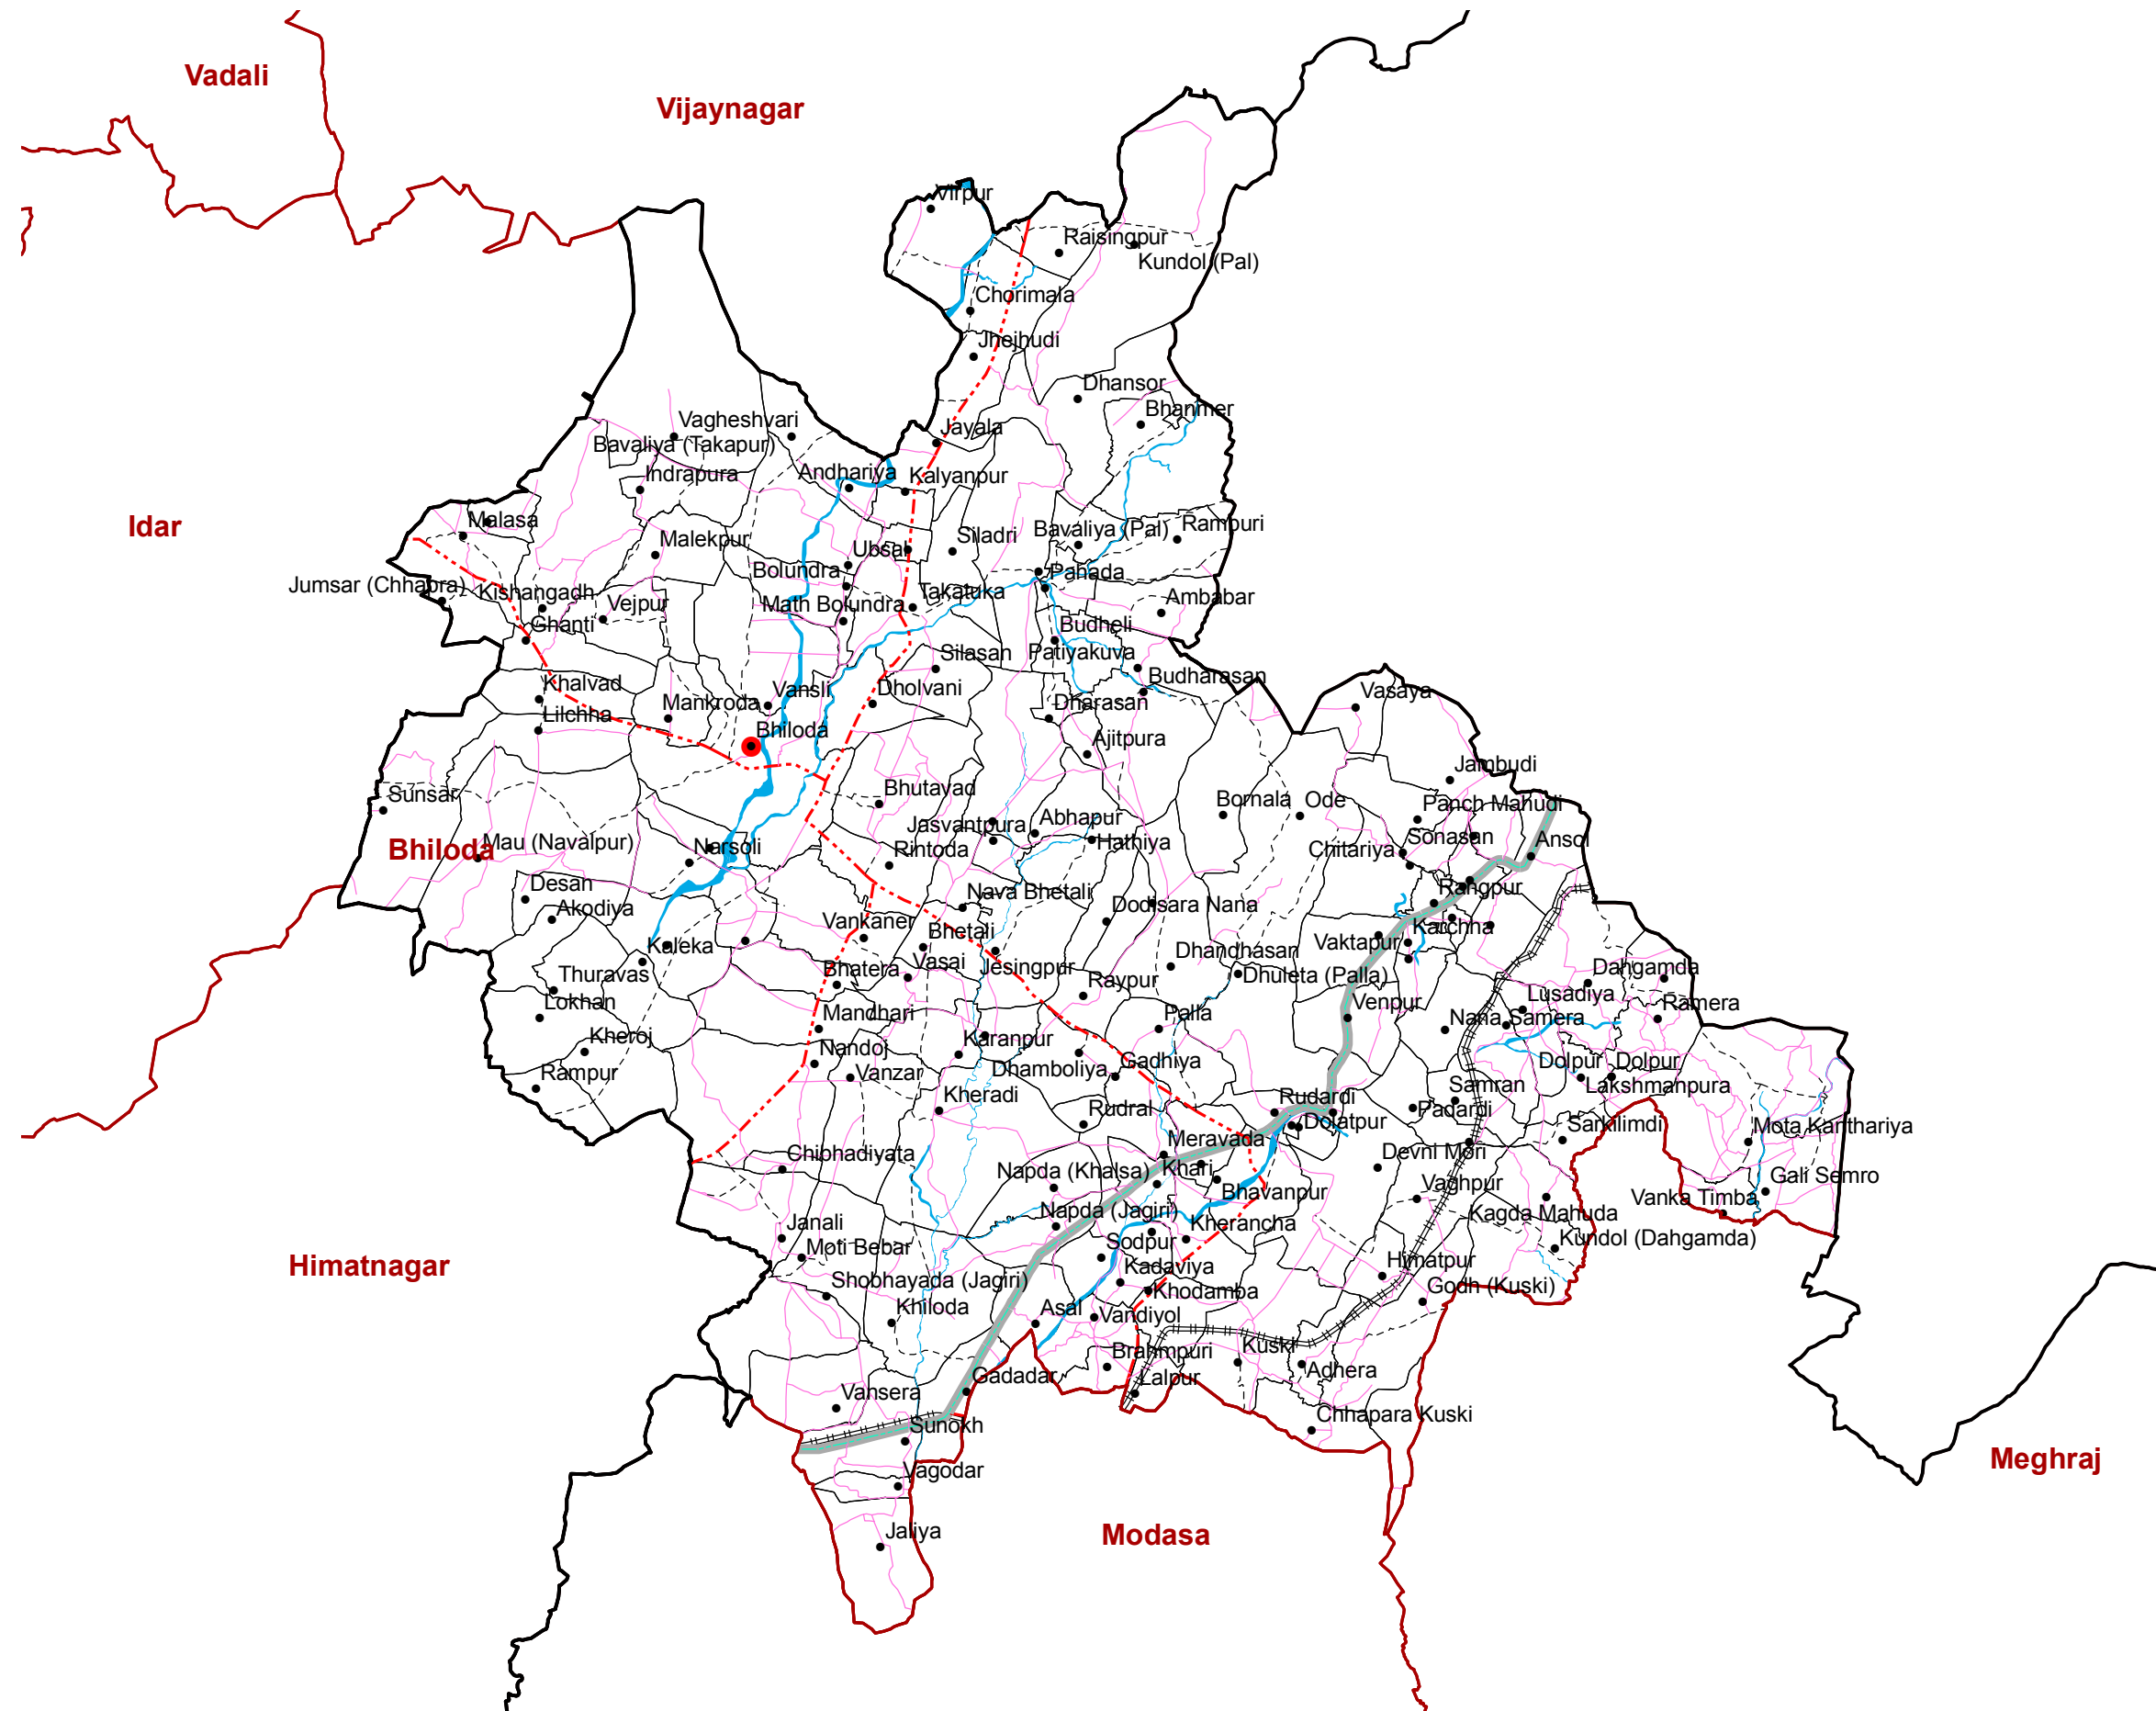 Vadali
Vijaynagar
Virpur
Raisingpur
Kundol (Pal)
Chorimala
Jhejhudi
Dhansor
Bhanmer
Vagheshvari
Jayala
Bavaliya (Takapur)
Indrapura
Andhariya
Kalyanpur
Idar
Malasa
Malekpur
Ubsal
Siladri
Bavaliya (Pal)
Rampuri
Bolundra
Pahada
Jumsar (Chhabra)
Kishangadh
Vejpur
Math Bolundra
Takatuka
Ambabar
Ghanti
Budheli
Silasan
Patiyakuva
Budharasan
Khalvad
Mankroda
Vansli
Dholvani
Vasaya
Lilchha
Dharasan
Bhiloda
Ajitpura
Jambudi
Sunsar
Bhutavad
Bornala
Ode
Panch Mahudi
Jasvantpura
Abhapur
Bhiloda
Mau (Navalpur)
Narsoli
Rintoda
Hathiya
Chitariya
Sonasan
Ansol
Desan
Nava Bhetali
Rangpur
Akodiya
Dodisara Nana
Vankaner
Bhetali
Karchha
Kaleka
Vaktapur
Dhandhasan
Thuravas
Bhatera
Vasai
Jesingpur
Raypur
Dhuleta (Palla)
Dahgamda
Lokhan
Venpur
Lusadiya
Ramera
Mandhari
Palla
Nana Samera
Kheroj
Nandoj
Karanpur
Rampur
Vanzar
Dhamboliya
Gadhiya
Dolpur
Dolpur
Samran
Lakshmanpura
Kheradi
Rudral
Rudardi
Padardi
Dolatpur
Sarkilimdi
Mota Kanthariya
Meravada
Chibhadiyata
Napda (Khalsa)
Khari
Devni Mori
Gali Semro
Bhavanpur
Vaghpur
Vanka Timba
Janali
Napda (Jagiri)
Kherancha
Kagda Mahuda
Moti Bebar
Sodpur
Kundol (Dahgamda)
Himatnagar
Shobhayada (Jagiri)
Kadaviya
Himatpur
Khodamba
Godh (Kuski)
Khiloda
Asal
Vandiyol
Brahmpuri
Kuski
Adhera
Gadadar
Lalpur
Vansera
Chhapara Kuski
Sunokh
Meghraj
Vagodar
Jaliya
Modasa